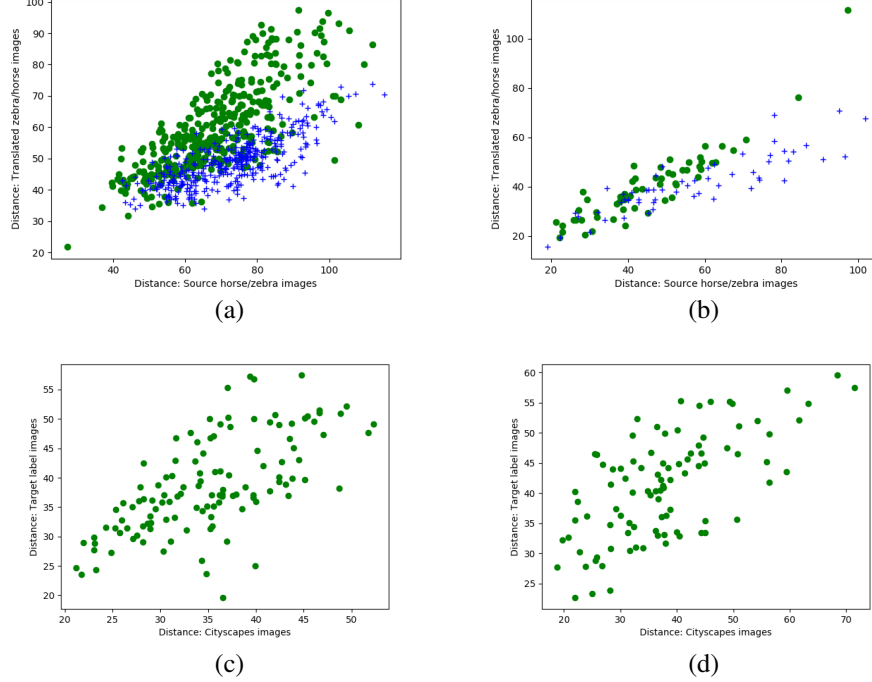 100
90
80
70
60
50
40
30
20
Distance: Translated zebra/horse images
40 60 80 100
Distance: Source horse/zebra images
(a)
100
80
60
40
20
Distance: Translated zebra/horse images
20 30 40 50 60 70 80 90 100
Distance: Source horse/zebra images
(b)
55
50
45
40
35
30
25
20
Distance: Target label images
20 25 30 35 40 45 50
Distance: Cityscapes images
(c)
60
55
50
45
40
35
30
25
Distance: Target label images
20 30 40 50 60 70
Distance: Cityscapes images
(d)